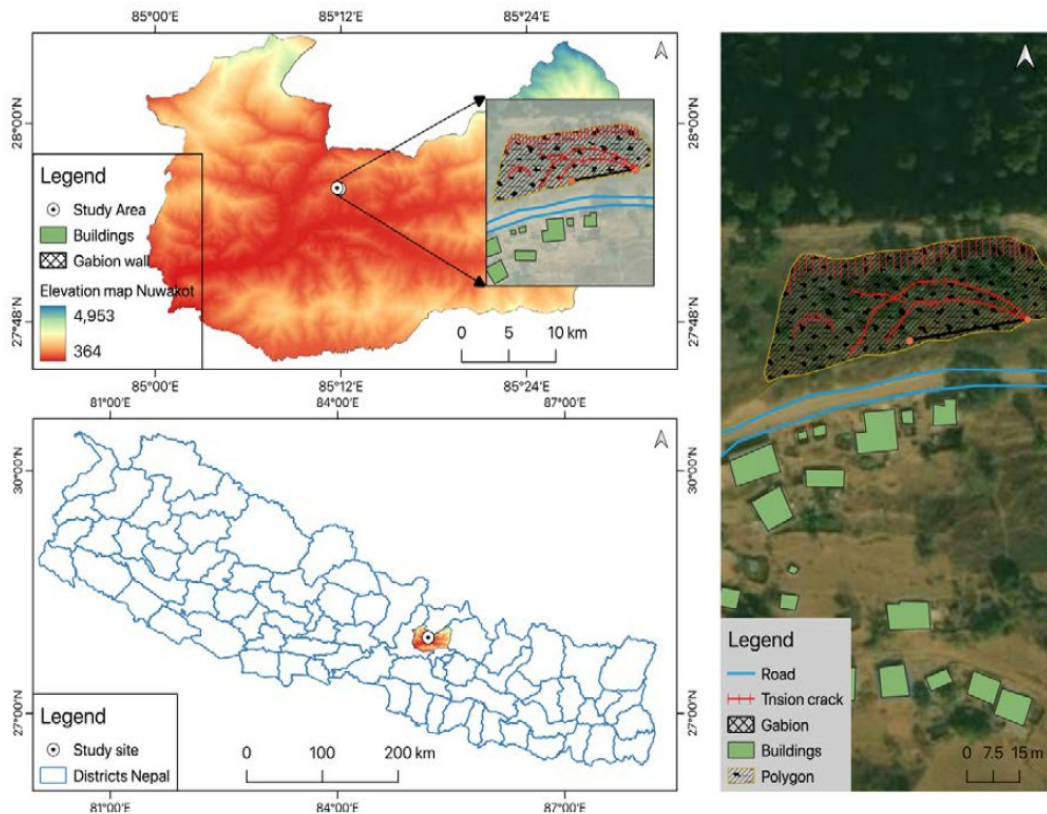 85°00'E 85°12'E 85°24'E
28°00'N
28°00'N
Legend
Study Area
Buildings
Gabion wall
Elevation map Nuwakot
4,953
364
27°48'N
27°48'N
0 5 10 km
85°00'E 85°12'E 85°24'E
81°00'E 84°00'E 87°00'E
30°00'N
30°00'N
27°00'N
27°00'N
Legend
Study site
Districts Nepal
0 100 200 km
81°00'E 84°00'E 87°00'E
Legend
Road
Tnsion crack
Gabion
Buildings
Polygon
0 7.5 15 m